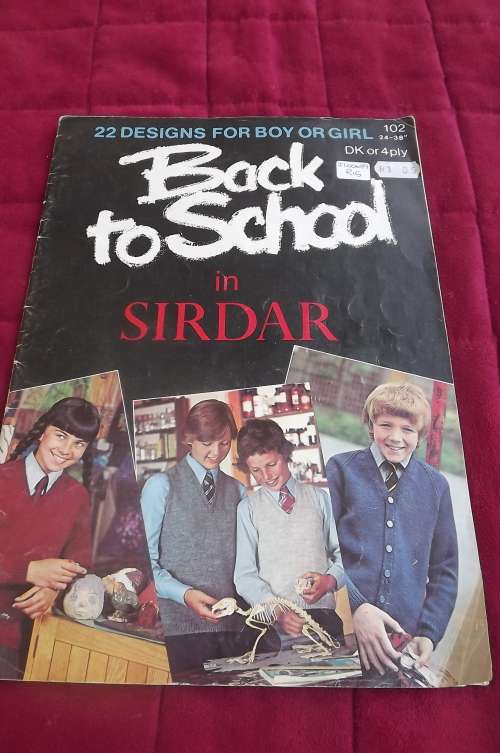 22 DESIGNS FOR BOY OR GIRL 102
24-38"
DK or 4 ply
Back
to School
in
SIRDAR